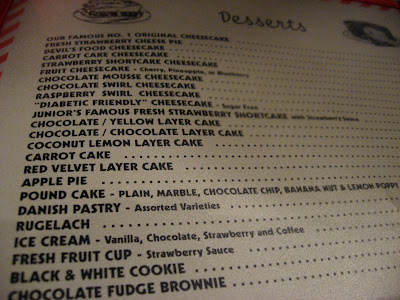 Desserts
OUR FAMOUS NO. 1 ORIGINAL CHEESECAKE
FRESH STRAWBERRY CHEESE PIE
DEVIL'S FOOD CHEESECAKE
CARROT CAKE CHEESECAKE
STRAWBERRY SHORTCAKE CHEESECAKE
FRUIT CHEESECAKE - Cherry, Pineapple, or Blueberry
CHOCOLATE MOUSSE CHEESECAKE
CHOCOLATE SWIRL CHEESECAKE
RASPBERRY SWIRL CHEESECAKE
"DIABETIC FRIENDLY" CHEESECAKE - Sugar Free
JUNIOR'S FAMOUS FRESH STRAWBERRY SHORTCAKE with Strawberry Sauce
CHOCOLATE / YELLOW LAYER CAKE
CHOCOLATE / CHOCOLATE LAYER CAKE
COCONUT LEMON LAYER CAKE
CARROT CAKE
RED VELVET LAYER CAKE
APPLE PIE
POUND CAKE - PLAIN, MARBLE, CHOCOLATE CHIP, BANANA NUT & LEMON POPPY
DANISH PASTRY - Assorted Varieties
RUGELACH
ICE CREAM - Vanilla, Chocolate, Strawberry and Coffee
FRESH FRUIT CUP - Strawberry Sauce
BLACK & WHITE COOKIE
CHOCOLATE FUDGE BROWNIE